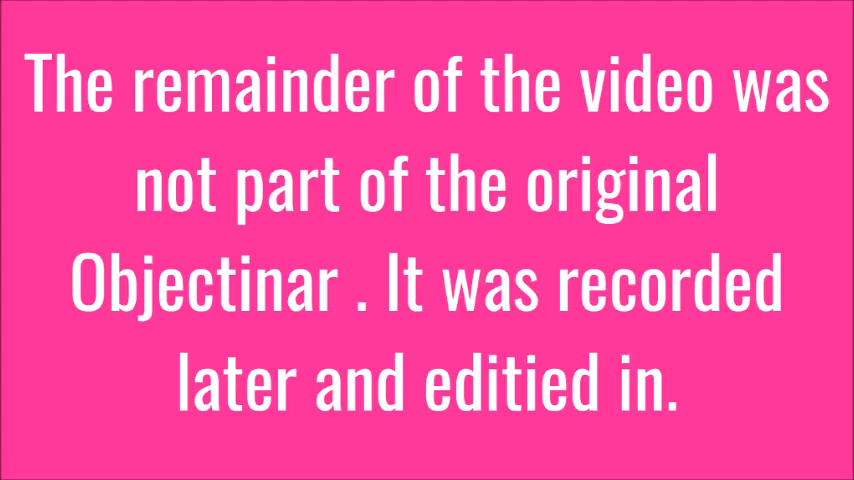 The remainder of the video was
not part of the original
Objectinar . It was recorded
later and editied in.